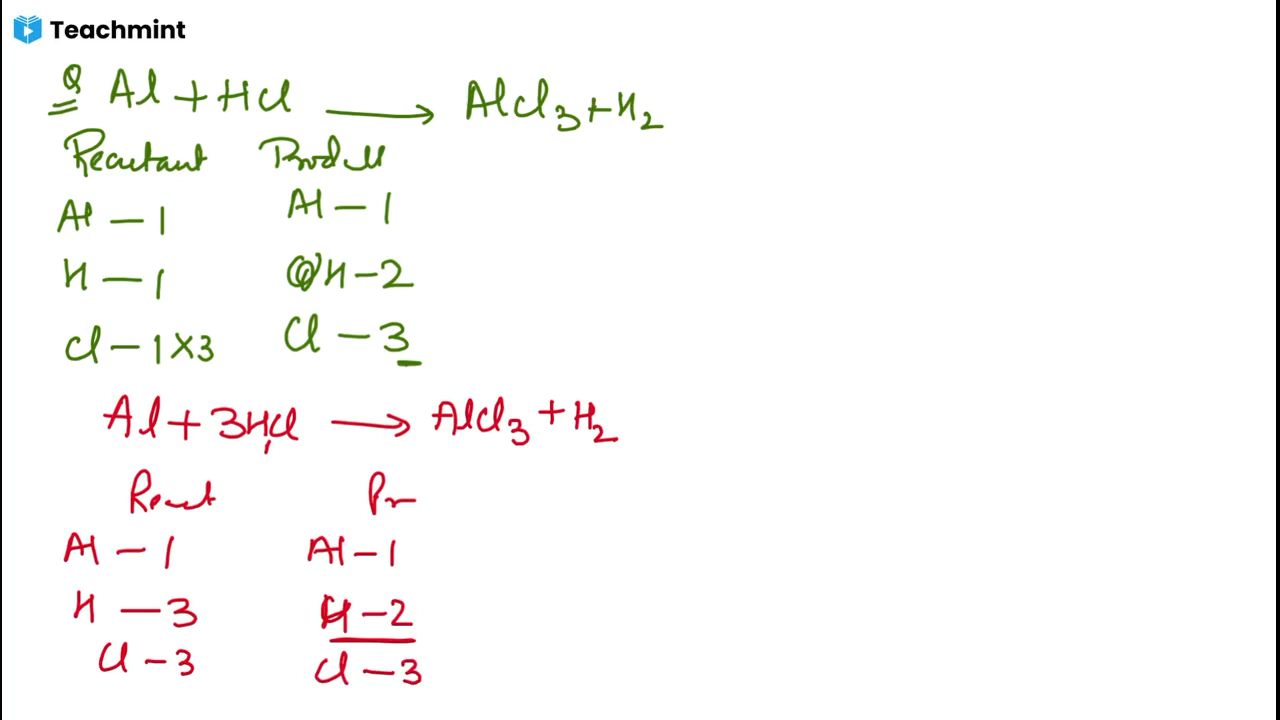 Teachmint
Q Al + HCl → AlCl3 + H2
Reactant Produ
Al — 1 Al — 1
H — 1 H — 2
Cl — 1×3 Cl — 3
Al + 3HCl → AlCl3 + H2
React Pr
Al — 1 Al — 1
H — 3 H — 2
Cl — 3 Cl — 3